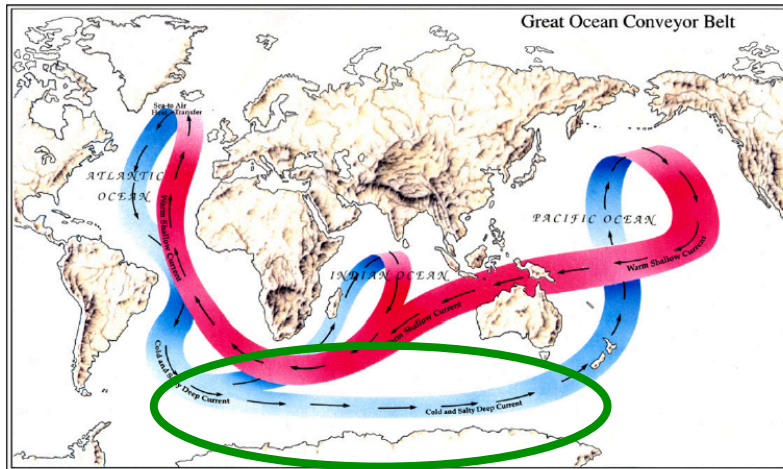 Great Ocean Conveyor Belt
Sea to Air
Heat Transfer
ATLANTIC
OCEAN
Warm Shallow Current
PACIFIC OCEAN
INDIAN OCEAN
Warm Shallow Current
Warm Shallow Current
Cold and Salty Deep Current
Cold and Salty Deep Current